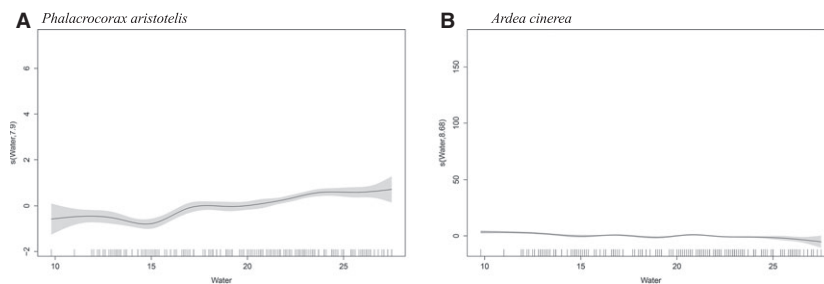 A Phalacrocorax aristotelis
6
4
2
0
−2
s(Water,7.9)
10 15 20 25
Water
B Ardea cinerea
150
100
50
0
s(Water,8.68)
10 15 20 25
Water